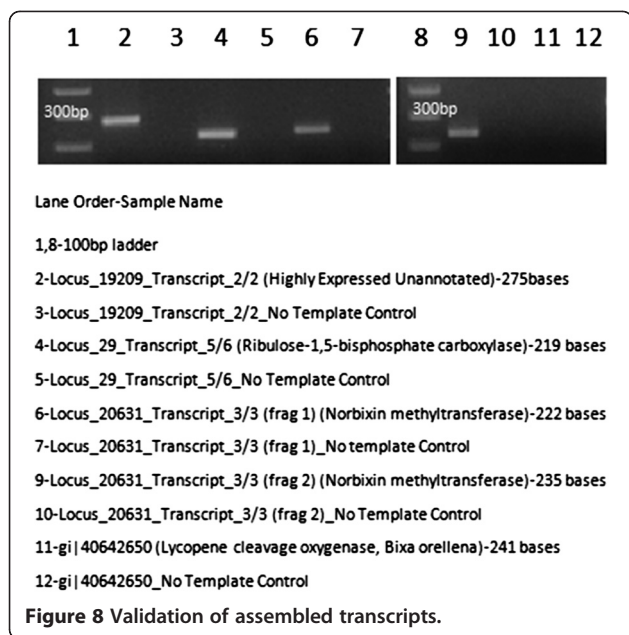 1 2 3 4 5 6 7 8 9 10 11 12
300bp 300bp
Lane Order-Sample Name
1,8-100bp ladder
2-Locus_19209_Transcript_2/2 (Highly Expressed Unannotated)-275bases
3-Locus_19209_Transcript_2/2_No Template Control
4-Locus_29_Transcript_5/6 (Ribulose-1,5-bisphosphate carboxylase)-219 bases
5-Locus_29_Transcript_5/6_No Template Control
6-Locus_20631_Transcript_3/3 (frag 1) (Norbixin methyltransferase)-222 bases
7-Locus_20631_Transcript_3/3 (frag 1)_No template Control
9-Locus_20631_Transcript_3/3 (frag 2) (Norbixin methyltransferase)-235 bases
10-Locus_20631_Transcript_3/3 (frag 2)_No Template Control
11-gi|40642650 (Lycopene cleavage oxygenase, Bixa orellena)-241 bases
12-gi|40642650_No Template Control
Figure 8 Validation of assembled transcripts.